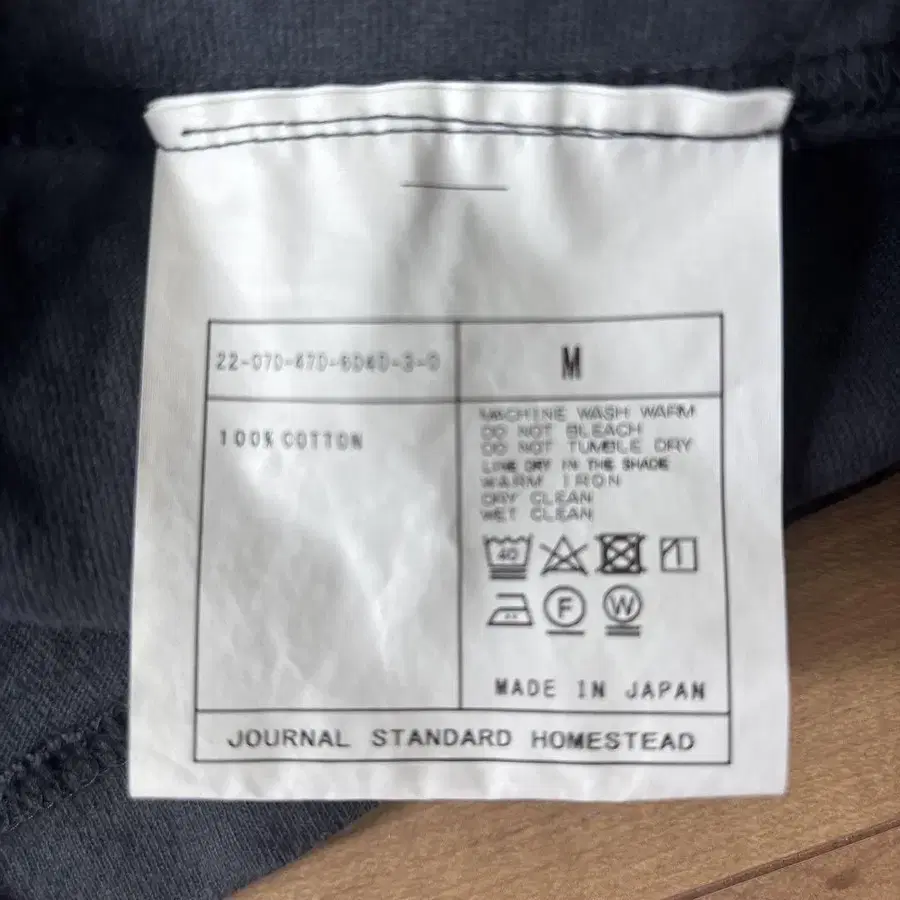 22-070-470-6040-3-0
M
100% COTTON
MACHINE WASH WARM
DO NOT BLEACH
DO NOT TUMBLE DRY
LINE DRY IN THE SHADE
WARM IRON
DRY CLEAN
WET CLEAN
40
F W
MADE IN JAPAN
JOURNAL STANDARD HOMESTEAD